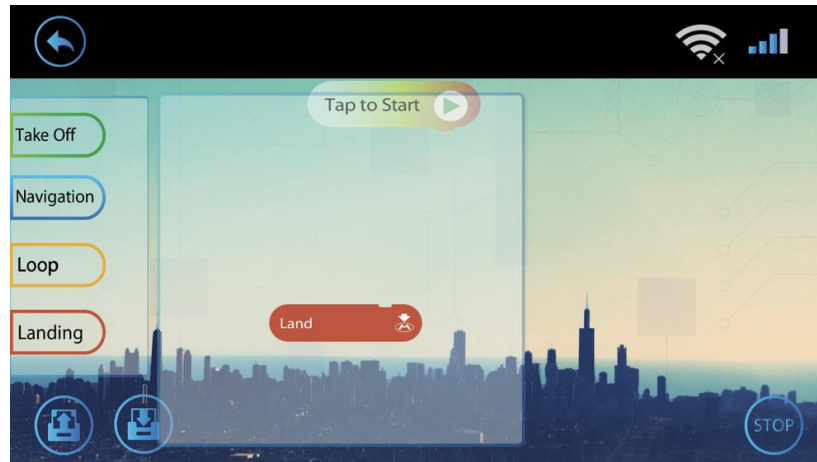 Tap to Start
Take Off
Navigation
Loop
Landing
Land
STOP